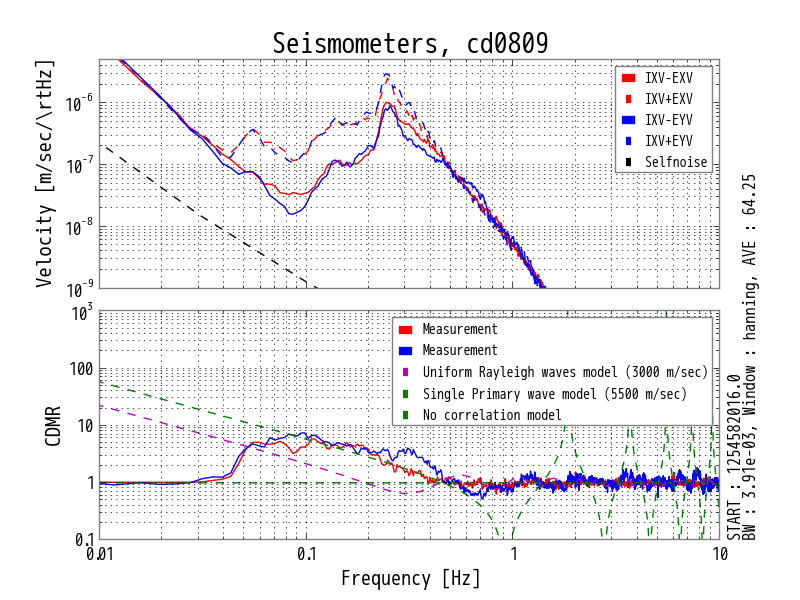 Seismometers, cd0809
Velocity [m/sec/\rtHz]
10^-6
10^-7
10^-8
10^-9
IXV-EXV
IXV+EXV
IXV-EYV
IXV+EYV
Selfnoise
CDMR
10^3
100
10
1
0.1
Measurement
Measurement
Uniform Rayleigh waves model (3000 m/sec)
Single Primary wave model (5500 m/sec)
No correlation model
0.01
0.1
1
10
Frequency [Hz]
START : 1254582016.0
BW : 3.91e-03, Window : hanning, AVE : 64.25